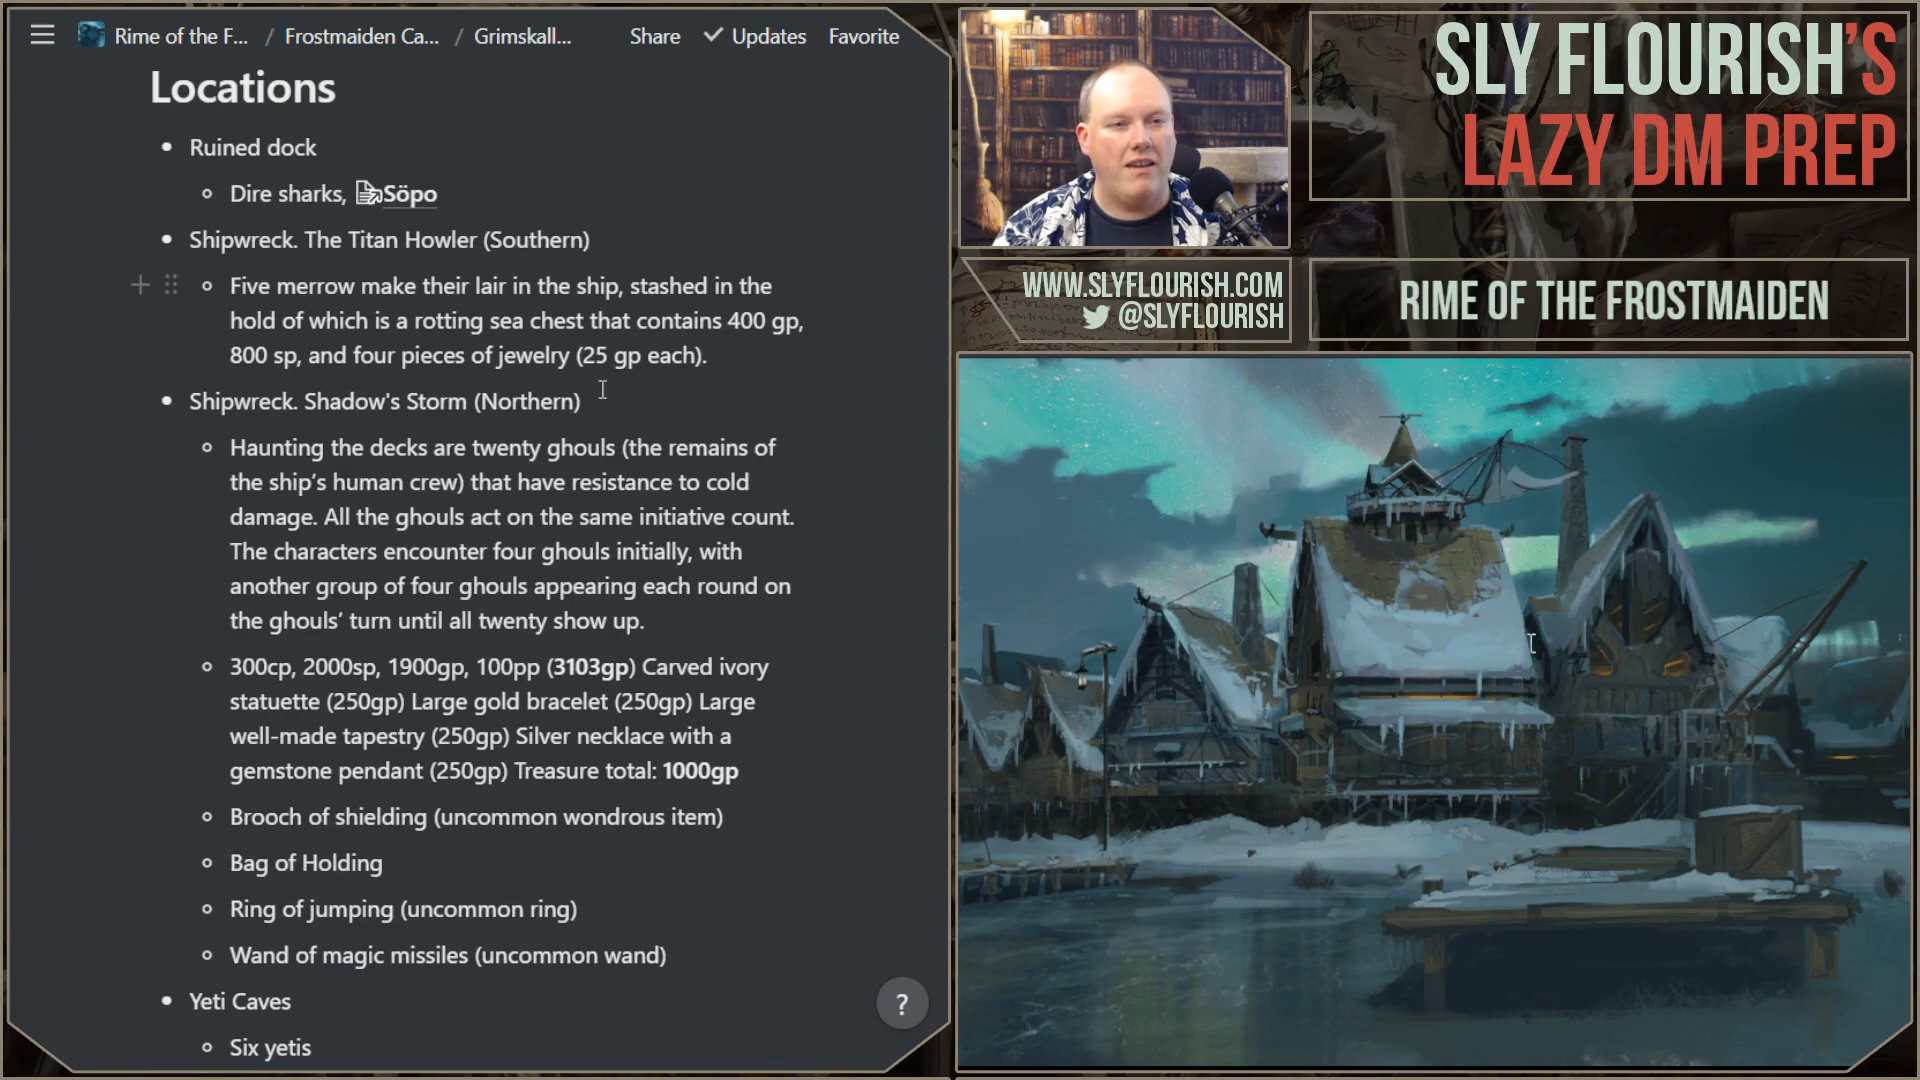 Rime of the F... / Frostmaiden Ca... / Grimskall... Share Updates Favorite
Locations
Ruined dock
Dire sharks, Söpo
Shipwreck. The Titan Howler (Southern)
Five merrow make their lair in the ship, stashed in the
hold of which is a rotting sea chest that contains 400 gp,
800 sp, and four pieces of jewelry (25 gp each).
Shipwreck. Shadow's Storm (Northern)
Haunting the decks are twenty ghouls (the remains of
the ship’s human crew) that have resistance to cold
damage. All the ghouls act on the same initiative count.
The characters encounter four ghouls initially, with
another group of four ghouls appearing each round on
the ghouls’ turn until all twenty show up.
300cp, 2000sp, 1900gp, 100pp (3103gp) Carved ivory
statuette (250gp) Large gold bracelet (250gp) Large
well-made tapestry (250gp) Silver necklace with a
gemstone pendant (250gp) Treasure total: 1000gp
Brooch of shielding (uncommon wondrous item)
Bag of Holding
Ring of jumping (uncommon ring)
Wand of magic missiles (uncommon wand)
Yeti Caves
Six yetis
?
SLY FLOURISH'S
LAZY DM PREP
WWW.SLYFLOURISH.COM
@SLYFLOURISH
RIME OF THE FROSTMAIDEN